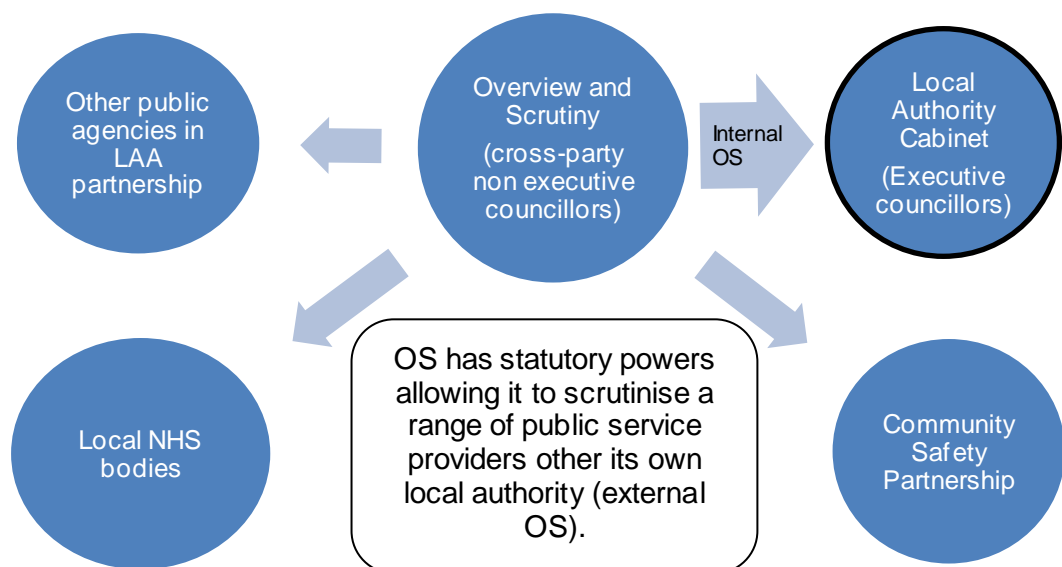 Other public
agencies in
LAA
partnership
Overview and
Scrutiny
(cross-party
non executive
councillors)
Internal
OS
Local
Authority
Cabinet
(Executive
councillors)
Local NHS
bodies
OS has statutory powers
allowing it to scrutinise a
range of public service
providers other its own
local authority (external
OS).
Community
Safety
Partnership